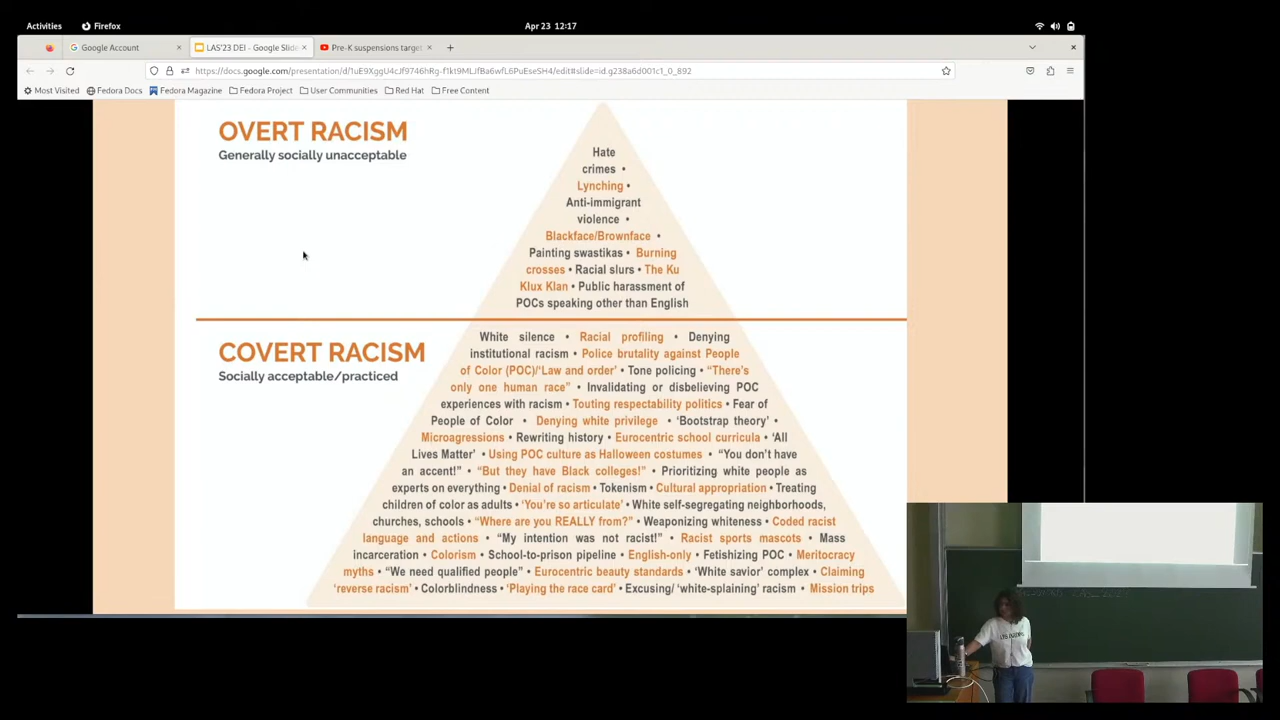 Activities
Firefox
Apr 23 12:17
Google Account
LAS'23 DEI - Google Slide
Pre-K suspensions target
https://docs.google.com/presentation/d/1uE9XggU4cJf9746hRg-f1kt9MLJfBa6wfL6PuEseSH4/edit#slide=id.g238a6d001c1_0_892
Most Visited
Fedora Docs
Fedora Magazine
Fedora Project
User Communities
Red Hat
Free Content
OVERT RACISM
Generally socially unacceptable
Hate
crimes •
Lynching •
Anti-immigrant
violence •
Blackface/Brownface •
Painting swastikas • Burning
crosses • Racial slurs • The Ku
Klux Klan • Public harassment of
POCs speaking other than English
COVERT RACISM
Socially acceptable/practiced
White silence • Racial profiling • Denying
institutional racism • Police brutality against People
of Color (POC)/‘Law and order’ • Tone policing • “There’s
only one human race” • Invalidating or disbelieving POC
experiences with racism • Touting respectability politics • Fear of
People of Color • Denying white privilege • ‘Bootstrap theory’ •
Microagressions • Rewriting history • Eurocentric school curricula • ‘All
Lives Matter’ • Using POC culture as Halloween costumes • “You don’t have
an accent!” • “But they have Black colleges!” • Prioritizing white people as
experts on everything • Denial of racism • Tokenism • Cultural appropriation • Treating
children of color as adults • ‘You’re so articulate’ • White self-segregating neighborhoods,
churches, schools • “Where are you REALLY from?” • Weaponizing whiteness • Coded racist
language and actions • “My intention was not racist!” • Racist sports mascots • Mass
incarceration • Colorism • School-to-prison pipeline • English-only • Fetishizing POC • Meritocracy
myths • “We need qualified people” • Eurocentric beauty standards • ‘White savior’ complex • Claiming
‘reverse racism’ • Colorblindness • ‘Playing the race card’ • Excusing/ ‘white-splaining’ racism • Mission trips